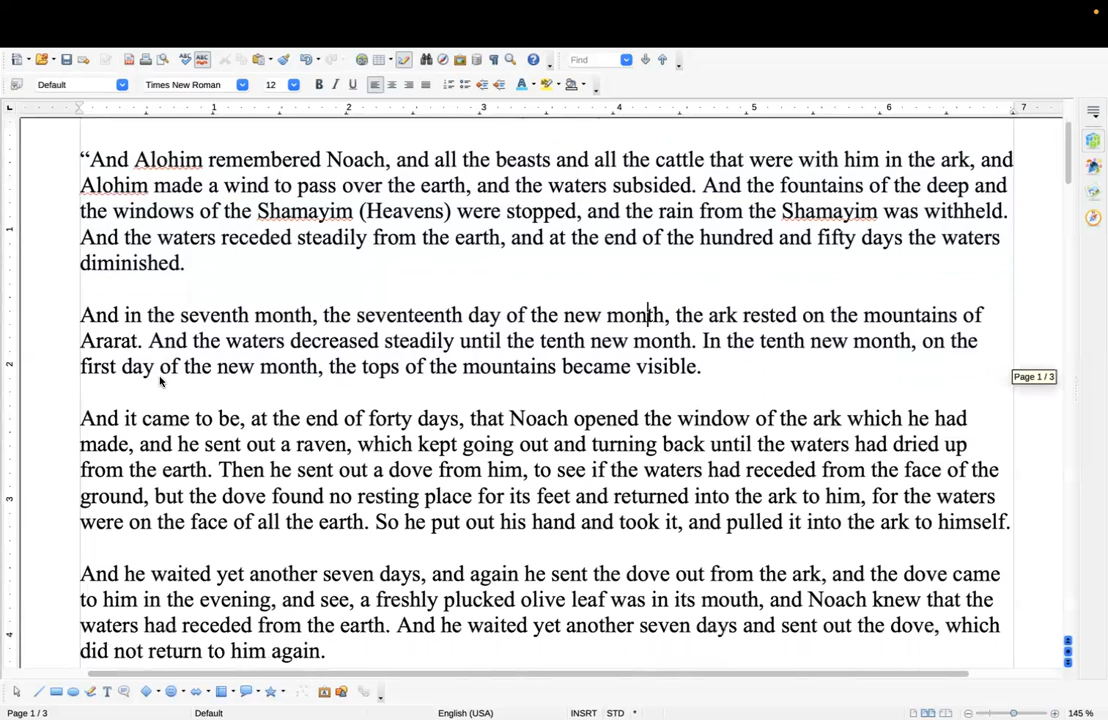 Find
Default
Times New Roman
12
1 2 3 4 5 6 7
“And Alohim remembered Noach, and all the beasts and all the cattle that were with him in the ark, and
Alohim made a wind to pass over the earth, and the waters subsided. And the fountains of the deep and
the windows of the Shamayim (Heavens) were stopped, and the rain from the Shamayim was withheld.
And the waters receded steadily from the earth, and at the end of the hundred and fifty days the waters
diminished.
And in the seventh month, the seventeenth day of the new month, the ark rested on the mountains of
Ararat. And the waters decreased steadily until the tenth new month. In the tenth new month, on the
first day of the new month, the tops of the mountains became visible.
Page 1 / 3
And it came to be, at the end of forty days, that Noach opened the window of the ark which he had
made, and he sent out a raven, which kept going out and turning back until the waters had dried up
from the earth. Then he sent out a dove from him, to see if the waters had receded from the face of the
ground, but the dove found no resting place for its feet and returned into the ark to him, for the waters
were on the face of all the earth. So he put out his hand and took it, and pulled it into the ark to himself.
And he waited yet another seven days, and again he sent the dove out from the ark, and the dove came
to him in the evening, and see, a freshly plucked olive leaf was in its mouth, and Noach knew that the
waters had receded from the earth. And he waited yet another seven days and sent out the dove, which
did not return to him again.
1
2
3
4
Page 1 / 3
Default
English (USA)
INSRT
STD
*
145 %